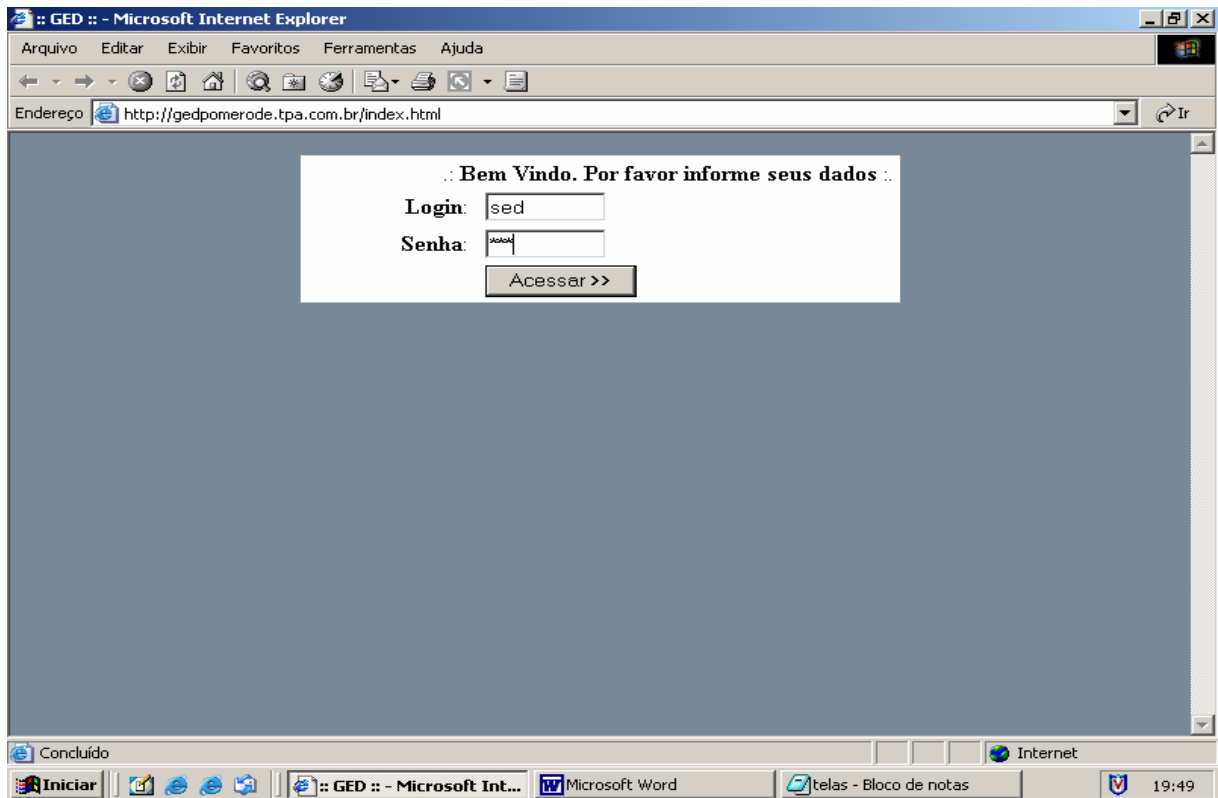 :: GED :: - Microsoft Internet Explorer
Arquivo Editar Exibir Favoritos Ferramentas Ajuda
Endereço http://gedpomerode.tpa.com.br/index.html Ir
.: Bem Vindo. Por favor informe seus dados :.
Login: sed
Senha: ****
Acessar >>
Concluído Internet
Iniciar :: GED :: - Microsoft Int... Microsoft Word telas - Bloco de notas 19:49